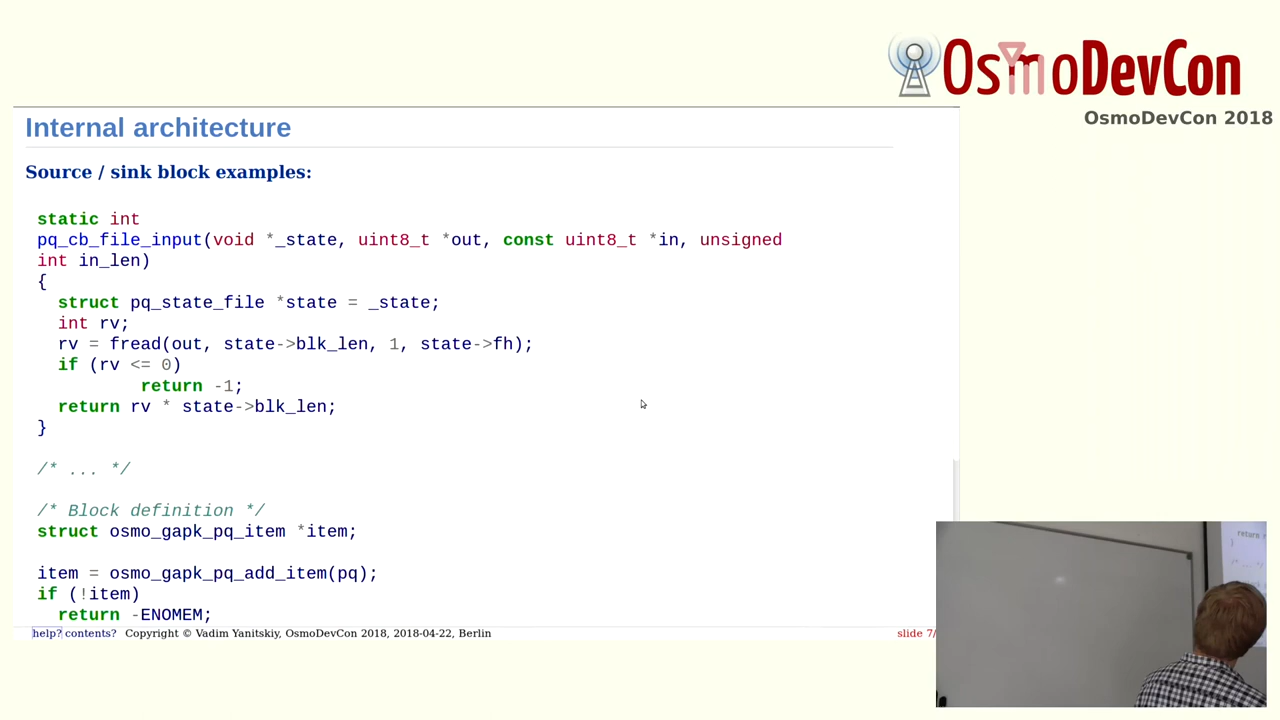 OsmoDevCon
OsmoDevCon 2018
Internal architecture
Source / sink block examples:
static int
pq_cb_file_input(void *_state, uint8_t *out, const uint8_t *in, unsigned
int in_len)
{
struct pq_state_file *state = _state;
int rv;
rv = fread(out, state->blk_len, 1, state->fh);
if (rv <= 0)
return -1;
return rv * state->blk_len;
}
/* ... */
/* Block definition */
struct osmo_gapk_pq_item *item;
item = osmo_gapk_pq_add_item(pq);
if (!item)
return -ENOMEM;
help? contents? Copyright © Vadim Yanitskiy, OsmoDevCon 2018, 2018-04-22, Berlin
slide 7/